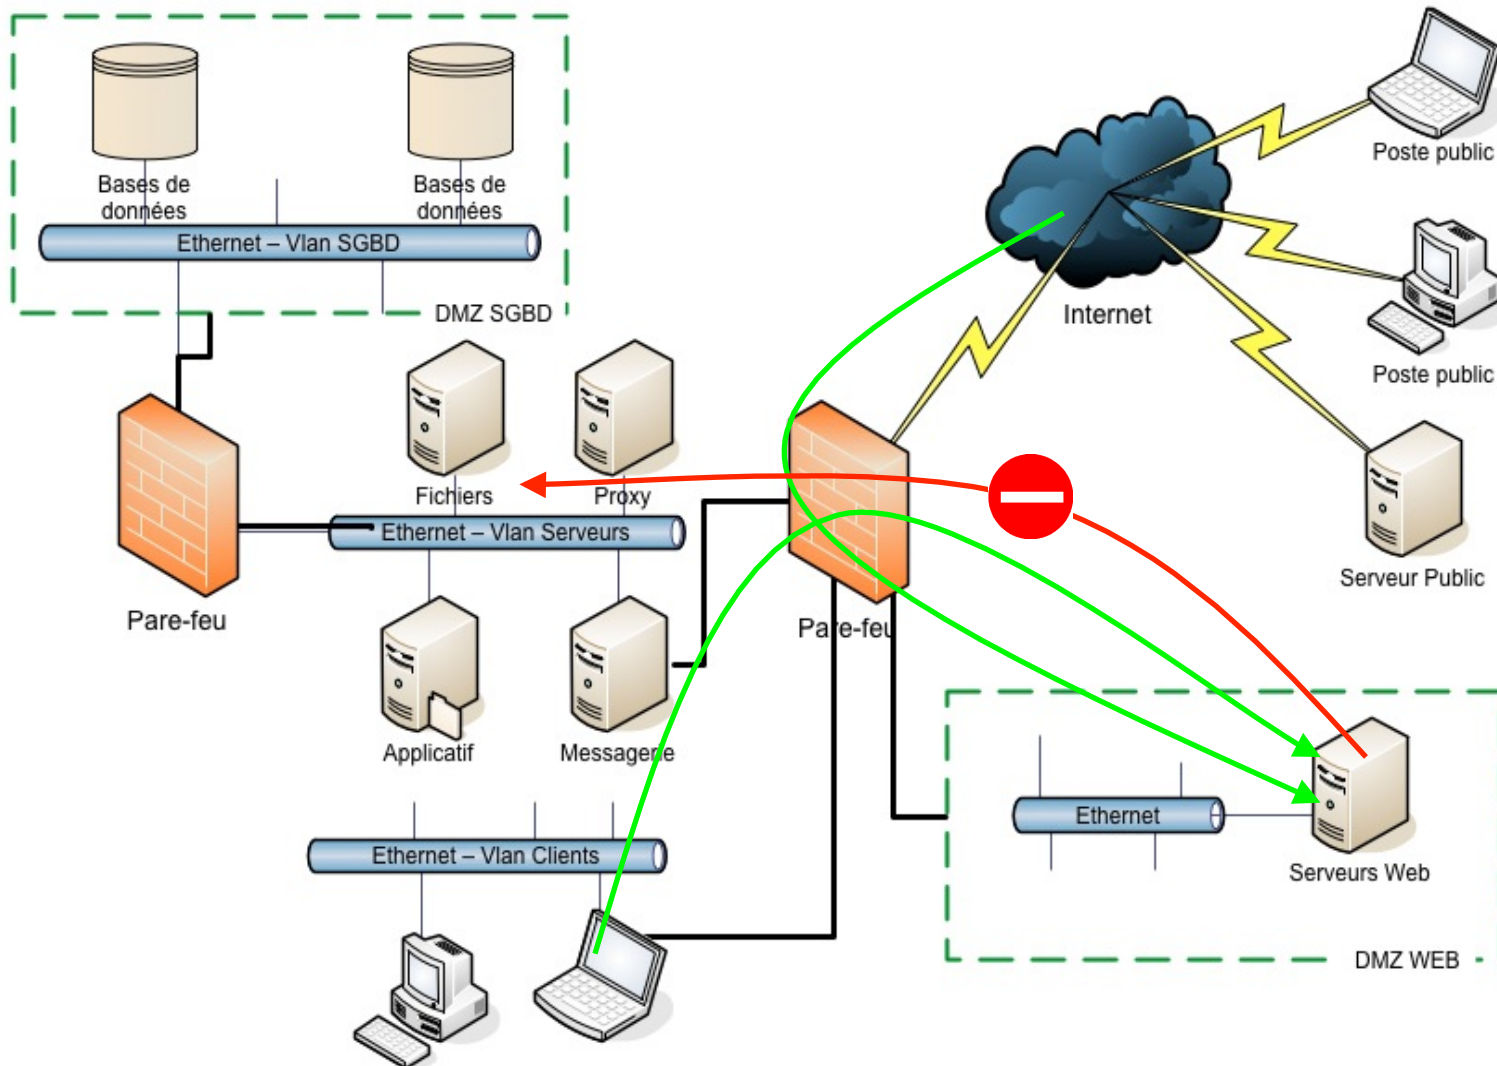 Bases de
données
Bases de
données
Ethernet – Vlan SGBD
DMZ SGBD
Poste public
Internet
Poste public
Fichiers
Proxy
Ethernet – Vlan Serveurs
Serveur Public
Pare-feu
Pare-feu
Applicatif
Messagerie
Ethernet
Ethernet – Vlan Clients
Serveurs Web
DMZ WEB